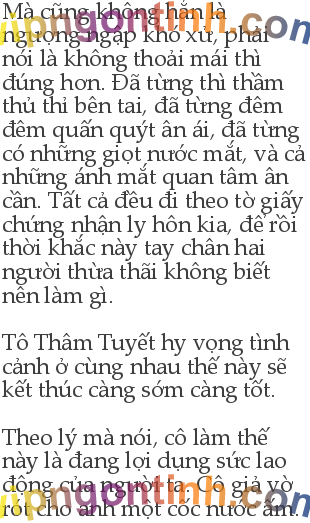 Mà cũng không hẳn là
ngượng ngập khó xử, phải
nói là không thoải mái thì
đúng hơn. Đã từng thì thầm
thủ thỉ bên tai, đã từng đêm
đêm quấn quýt ân ái, đã từng
có những giọt nước mắt, và cả
những ánh mắt quan tâm ân
cần. Tất cả đều đi theo tờ giấy
chứng nhận ly hôn kia, để rồi
thời khắc này tay chân hai
người thừa thãi không biết
nên làm gì.
Tô Thâm Tuyết hy vọng tình
cảnh ở cùng nhau thế này sẽ
kết thúc càng sớm càng tốt.
Theo lý mà nói, cô làm thế
này là đang lợi dụng sức lao
động của người ta. Cô giả vờ
rót cho anh một cốc nước ấm.
vipngontinh.com
vipngontinh.com